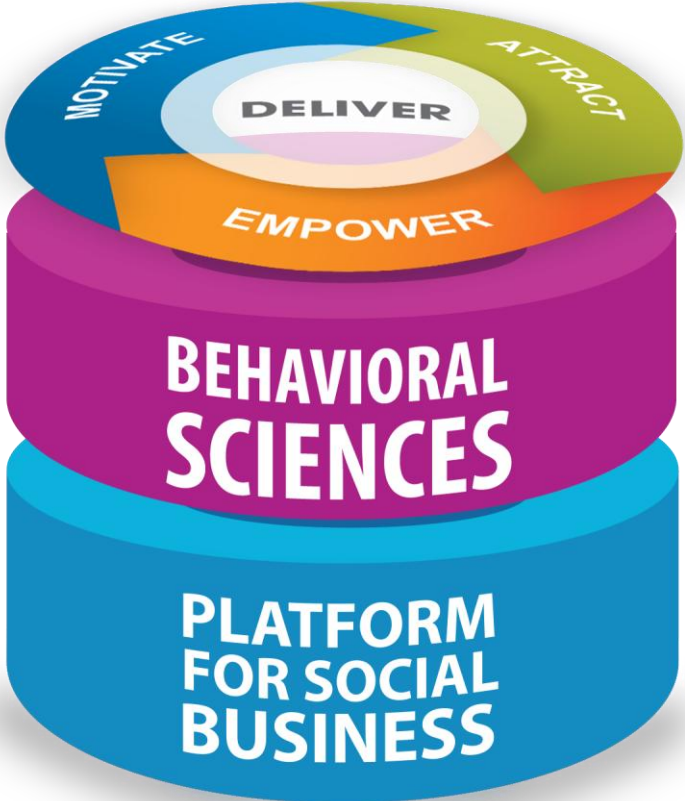 MOTIVATE
ATTRACT
DELIVER
EMPOWER
BEHAVIORAL
SCIENCES
PLATFORM
FOR SOCIAL
BUSINESS